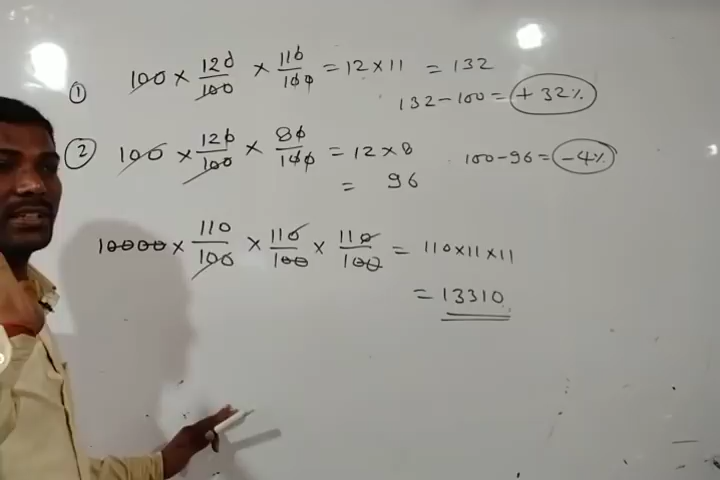 ① 100 × 120/100 × 110/100 = 12 × 11 = 132
132 - 100 = + 32%
② 100 × 120/100 × 80/100 = 12 × 8 100 - 96 = - 4%
= 96
10000 × 110/100 × 110/100 × 110/100 = 110 × 11 × 11
= 13310